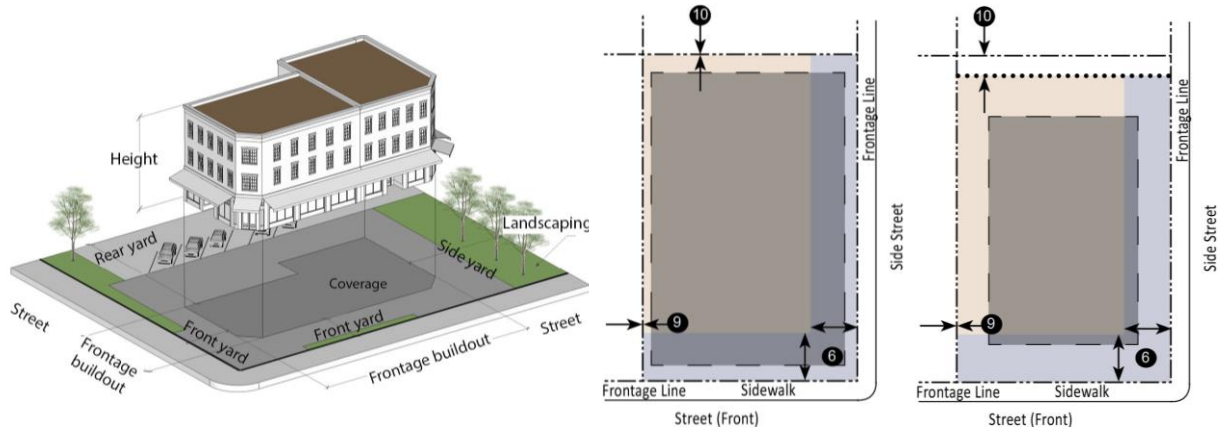 Height
Landscaping
Rear yard
Side yard
Coverage
Street
Front yard
Front yard
Street
Frontage
buildout
Frontage buildout
10
Frontage Line
Side Street
9
6
Frontage Line
Sidewalk
Street (Front)
10
Frontage Line
Side Street
9
6
Frontage Line
Sidewalk
Street (Front)